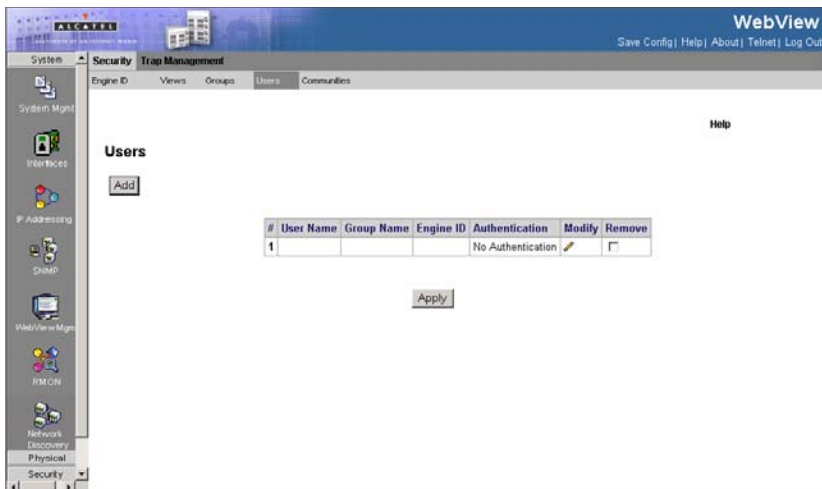 ALCATEL
WebView
Save Config | Help | About | Telnet | Log Out
System
Security Trap Management
Engine ID Views Groups Users Communities
System Mgmt
Help
Users
Interfaces
Add
IP Addressing
# User Name Group Name Engine ID Authentication Modify Remove
1 No Authentication
SNMP
Apply
WebView Mgm
RMON
Network
Discovery
Physical
Security